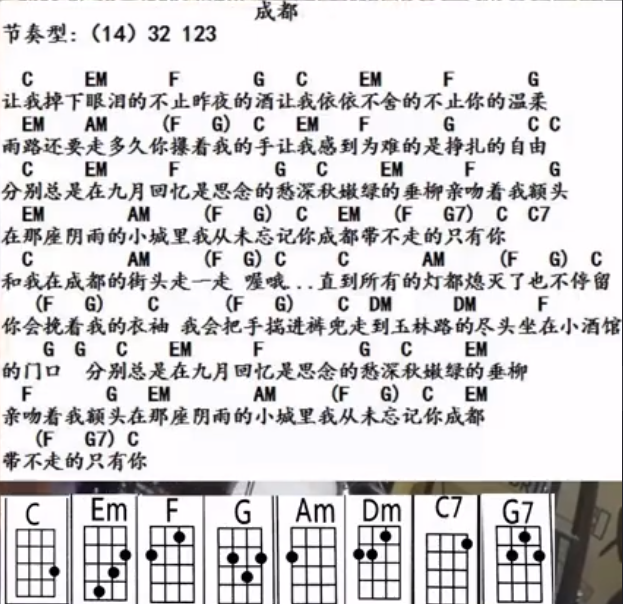 成都
节奏型：（14）32 123
C EM F G C EM F G
让我掉下眼泪的不止昨夜的酒让我依依不舍的不止你的温柔
EM AM (F G) C EM F G C C
雨路还要走多久你攥着我的手让我感到为难的是挣扎的自由
C EM F G C EM F G
分别总是在九月回忆是思念的愁深秋嫩绿的垂柳亲吻着我额头
EM AM (F G) C EM (F G7) C C7
在那座阴雨的小城里我从未忘记你成都带不走的只有你
C AM (F G) C C AM (F G) C
和我在成都的街头走一走 喔哦...直到所有的灯都熄灭了也不停留
(F G) C (F G) C DM DM F
你会挽着我的衣袖 我会把手揣进裤兜走到玉林路的尽头坐在小酒馆
G G C EM F G C EM
的门口 分别总是在九月回忆是思念的愁深秋嫩绿的垂柳
F G EM AM (F G) C EM
亲吻着我额头在那座阴雨的小城里我从未忘记你成都
(F G7) C
带不走的只有你
C Em F G Am Dm C7 G7